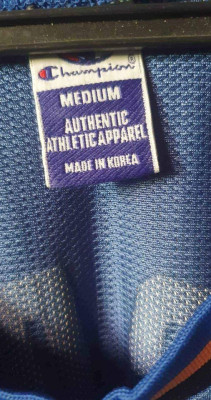 Champion®
MEDIUM
AUTHENTIC
ATHLETIC APPAREL
MADE IN KOREA